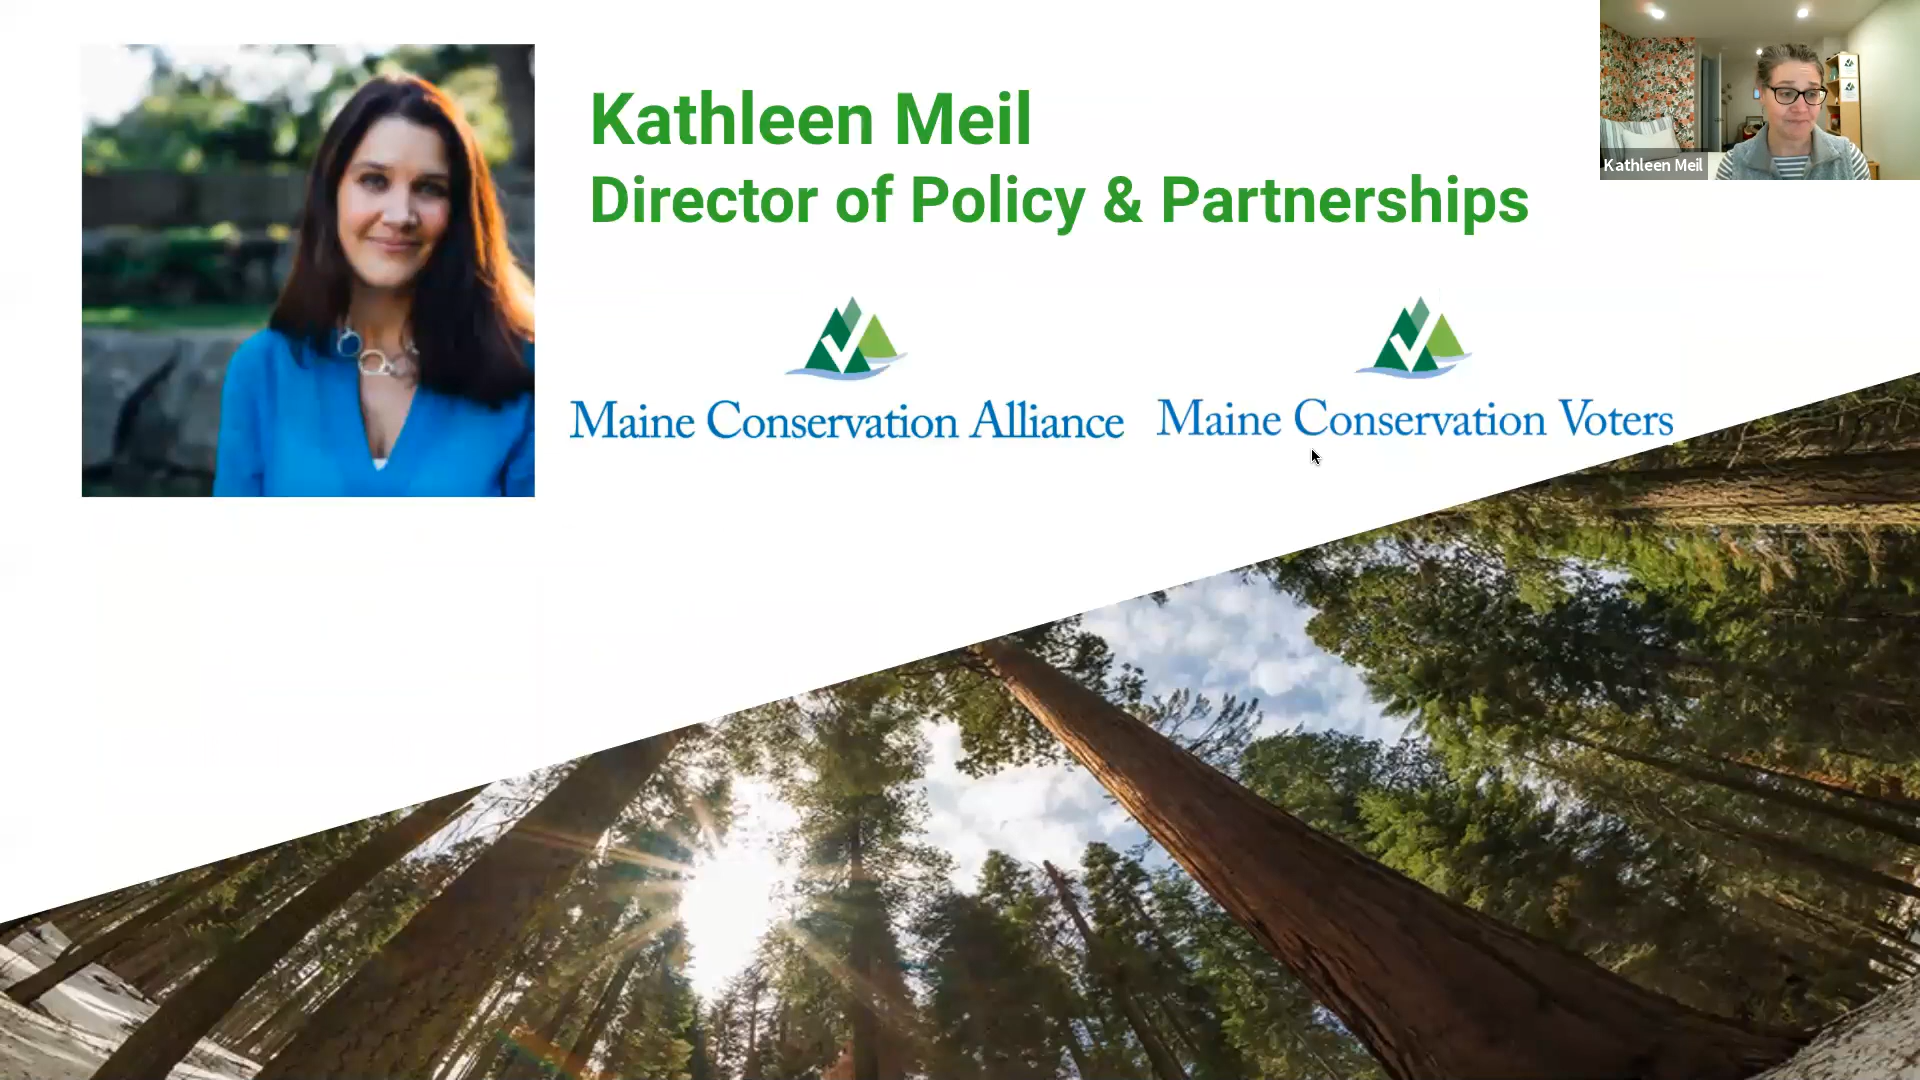 Kathleen Meil
Director of Policy & Partnerships
Maine Conservation Alliance
Maine Conservation Voters
Kathleen Meil